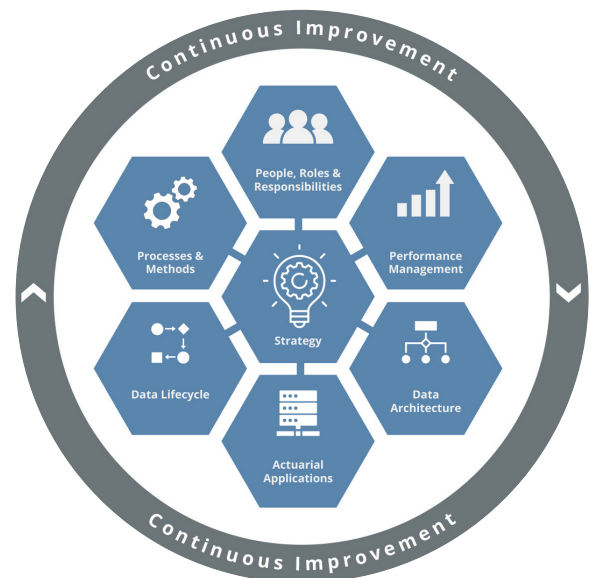 Continuous Improvement
People, Roles &
Responsibilities
Processes &
Methods
Performance
Management
Strategy
Data Lifecycle
Data
Architecture
Actuarial
Applications
Continuous Improvement